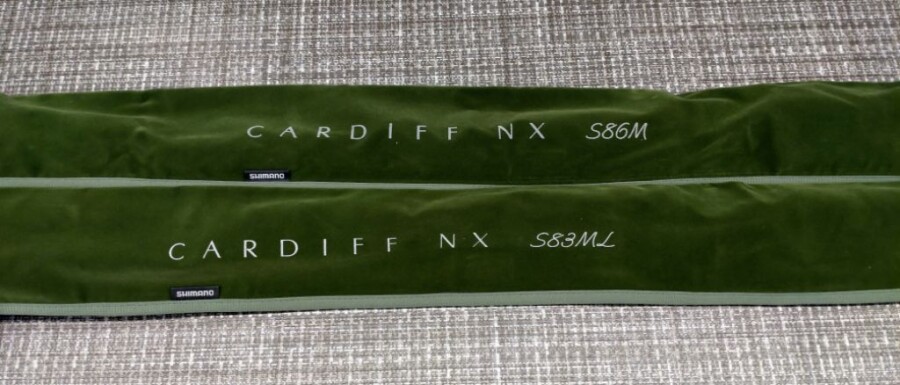 CARDIFF NX S86M
SHIMANO
CARDIFF NX S83ML
SHIMANO